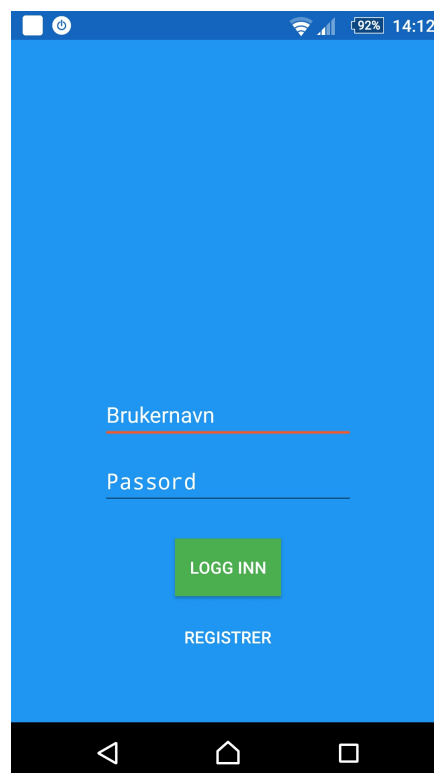 92% 14:12
Brukernavn
Passord
LOGG INN
REGISTRER